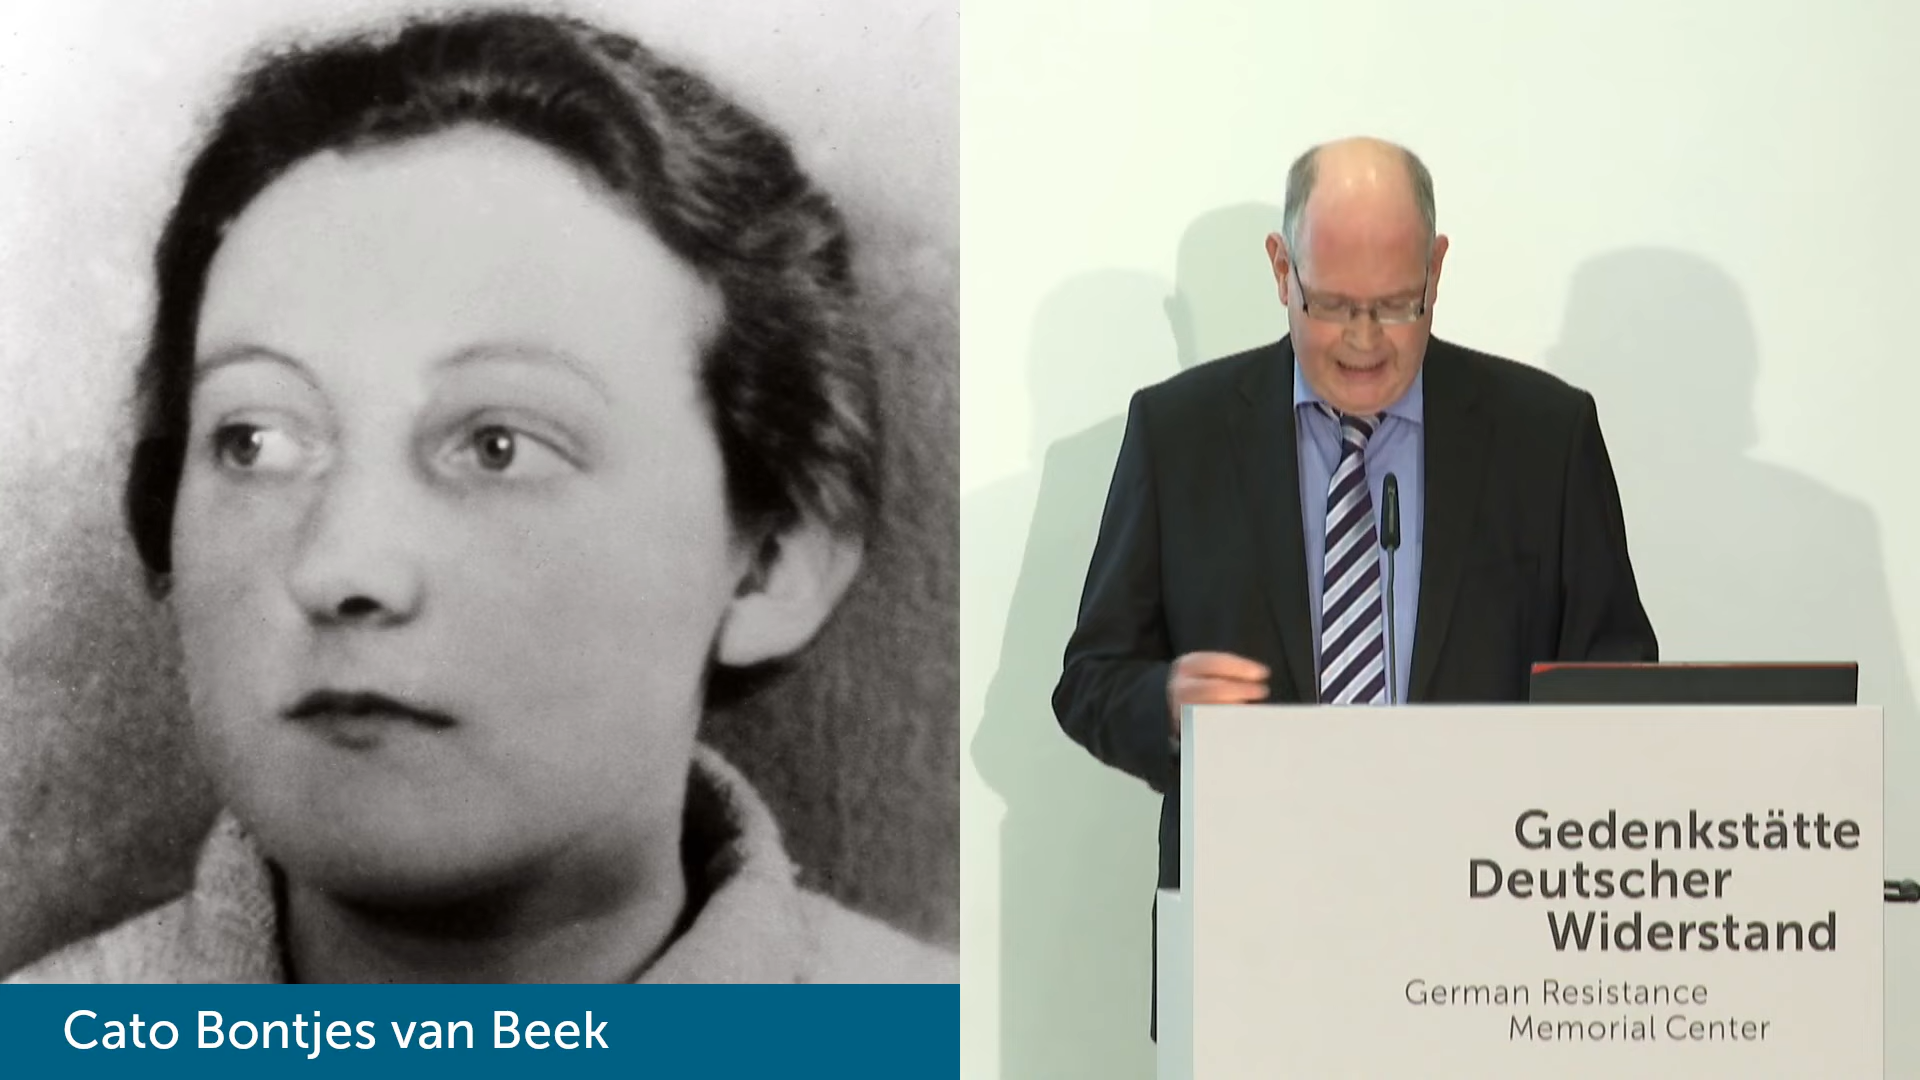 Cato Bontjes van Beek
Gedenkstätte
Deutscher
Widerstand
German Resistance
Memorial Center